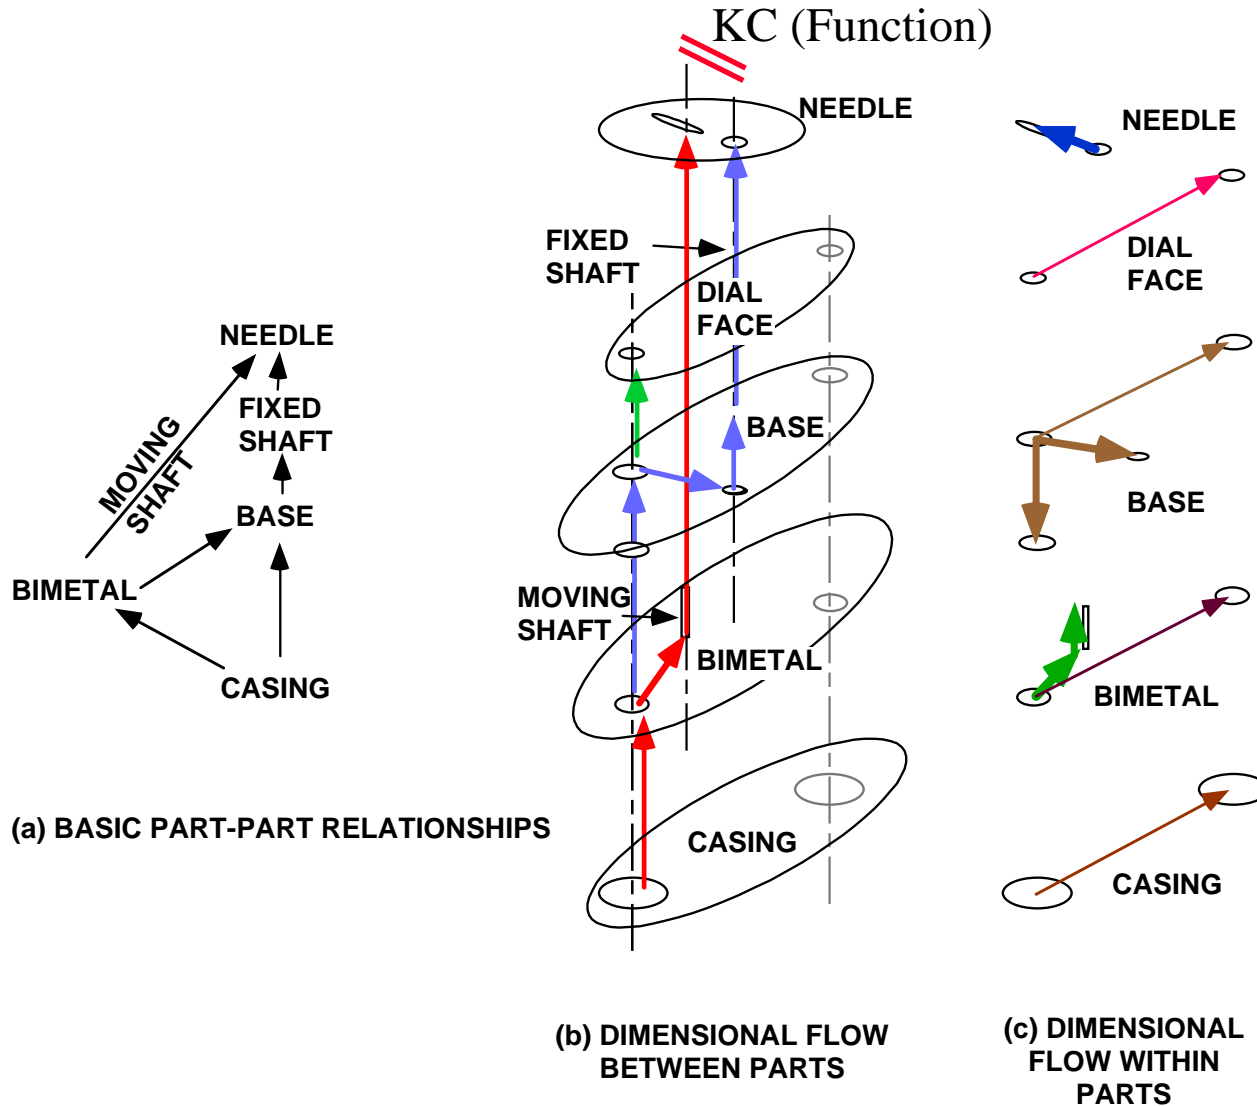 KC (Function)
NEEDLE
FIXED
SHAFT
DIAL
FACE
BASE
MOVING
SHAFT
BIMETAL
CASING
NEEDLE
FIXED
SHAFT
MOVING
SHAFT
BASE
BIMETAL
CASING
NEEDLE
DIAL
FACE
BASE
BIMETAL
CASING
(a) BASIC PART-PART RELATIONSHIPS
(b) DIMENSIONAL FLOW
BETWEEN PARTS
(c) DIMENSIONAL
FLOW WITHIN
PARTS